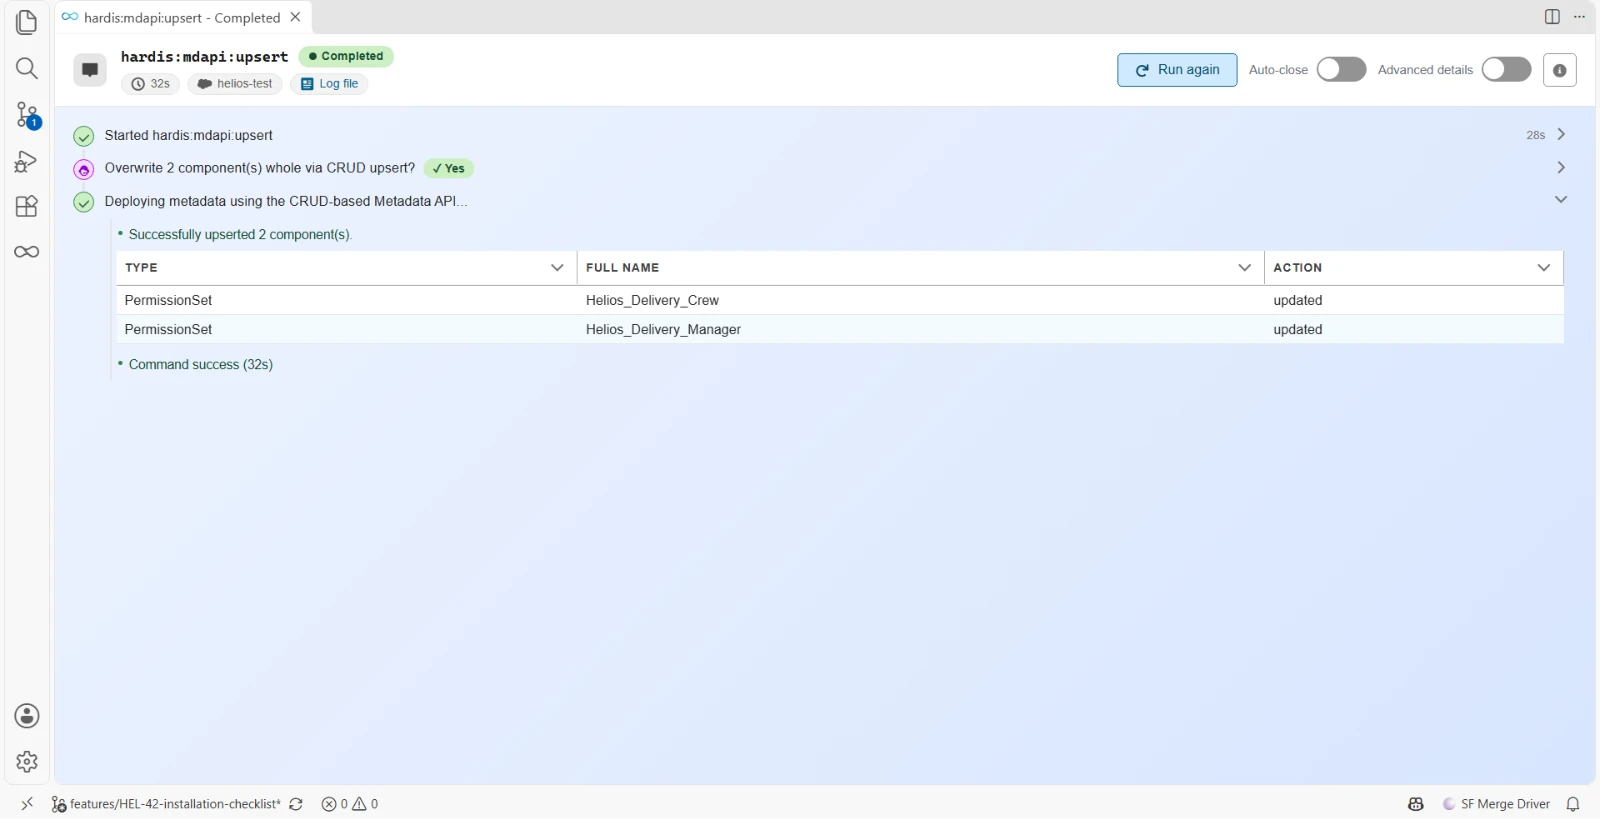 hardis:mdapi:upsert - Completed
hardis:mdapi:upsert
Completed
32s
helios-test
Log file
Run again
Auto-close
Advanced details
1
Started hardis:mdapi:upsert
28s
Overwrite 2 component(s) whole via CRUD upsert?
✓ Yes
Deploying metadata using the CRUD-based Metadata API...
• Successfully upserted 2 component(s).
TYPE FULL NAME ACTION
PermissionSet Helios_Delivery_Crew updated
PermissionSet Helios_Delivery_Manager updated
• Command success (32s)
features/HEL-42-installation-checklist*
0
0
SF Merge Driver